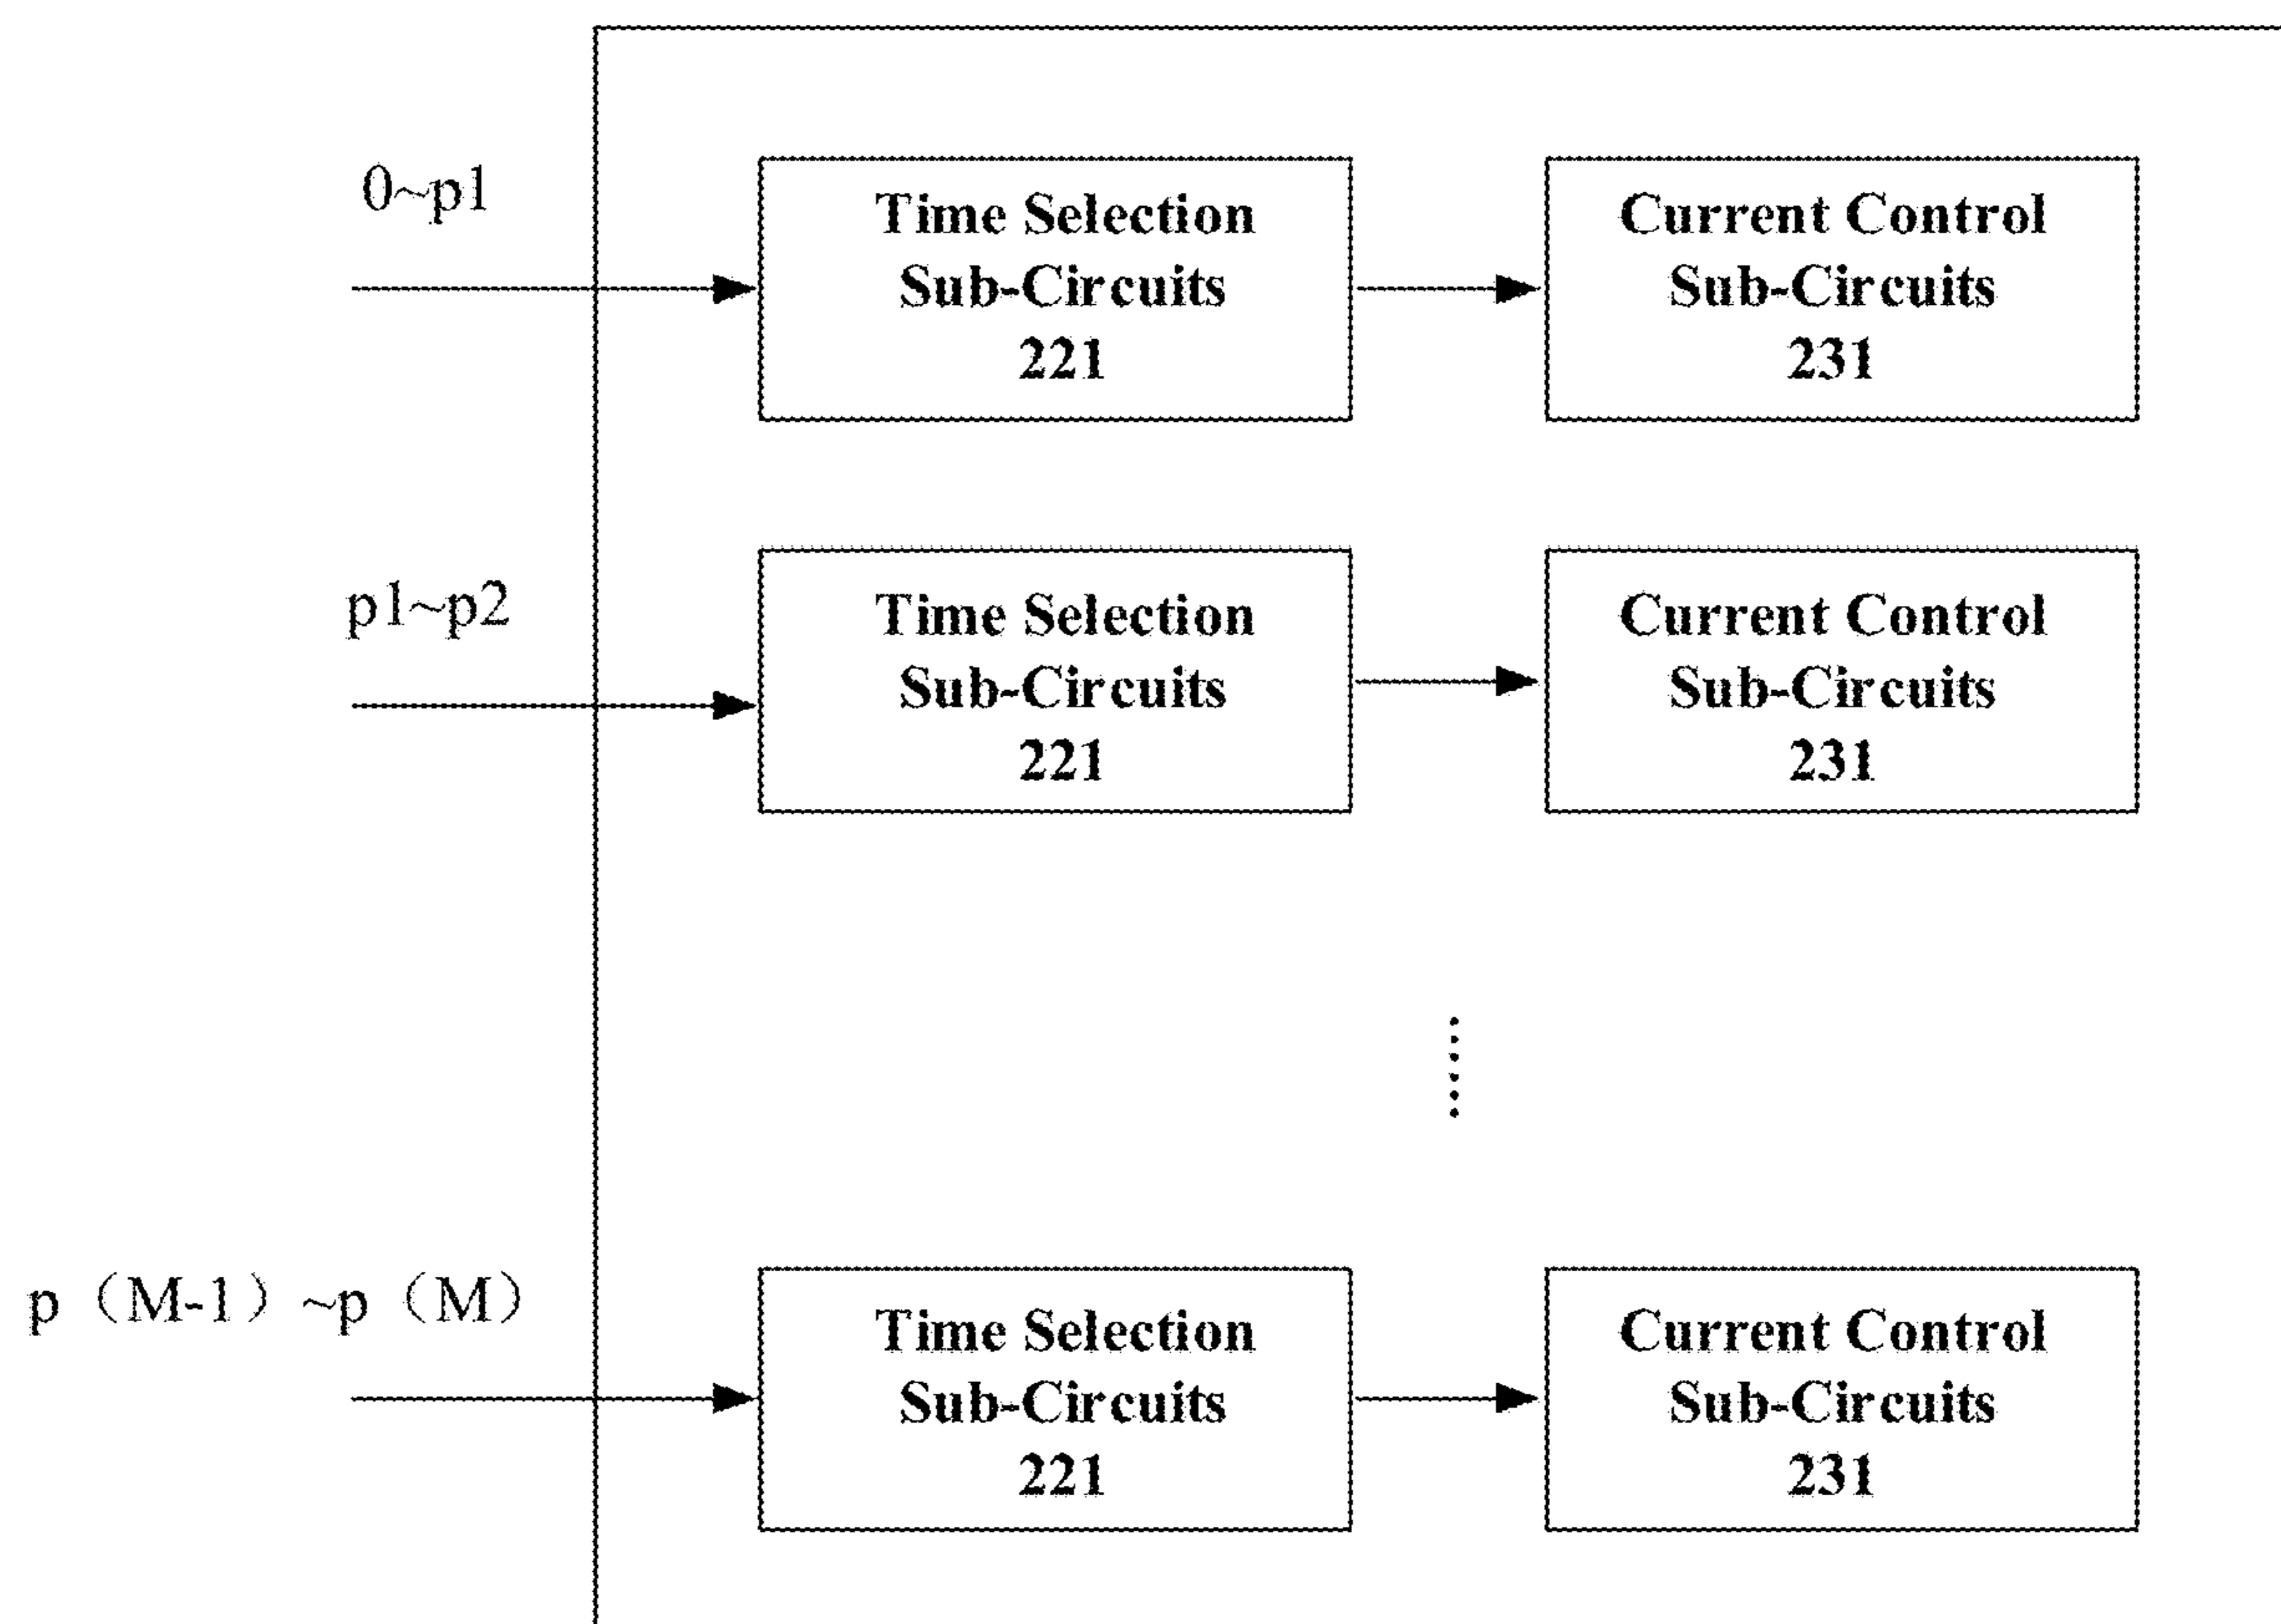 0~p1
Time Selection
Sub-Circuits
221
Current Control
Sub-Circuits
231
p1~p2
Time Selection
Sub-Circuits
221
Current Control
Sub-Circuits
231
p（M-1）~p（M）
Time Selection
Sub-Circuits
221
Current Control
Sub-Circuits
231